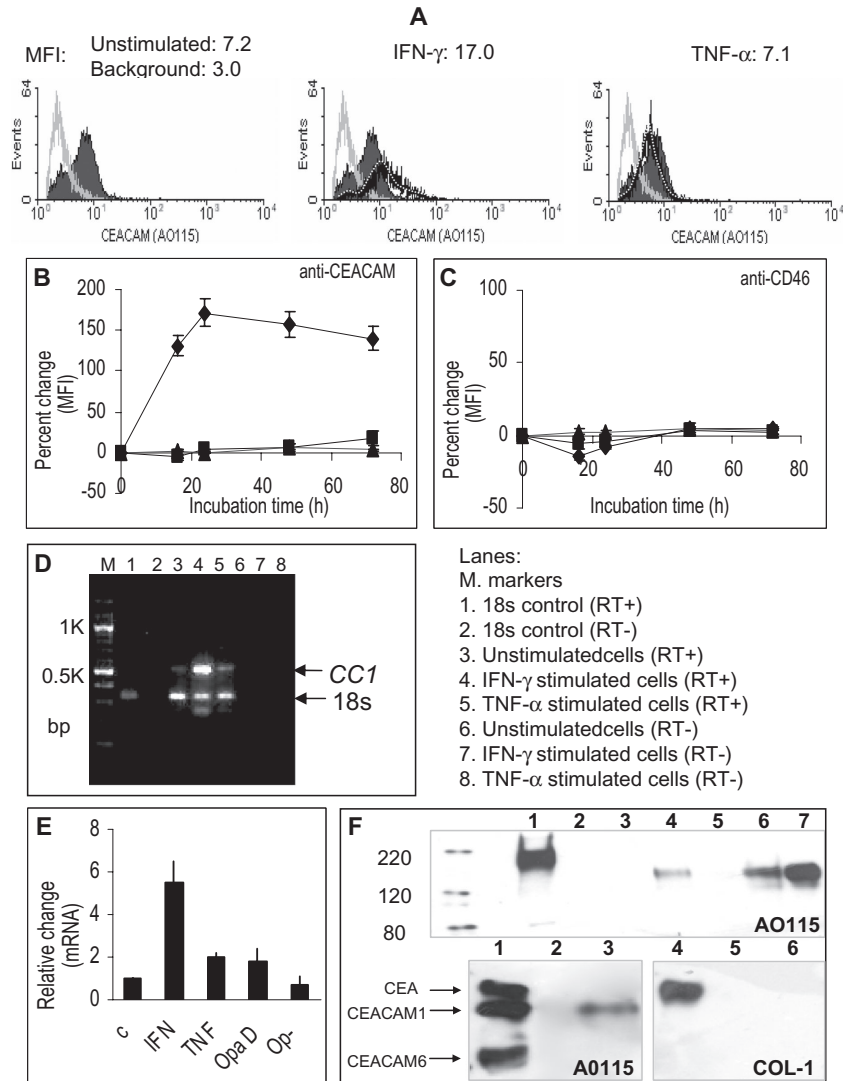 A
MFI: Unstimulated: 7.2
Background: 3.0
IFN-γ: 17.0
TNF-α: 7.1
64
Events
0
10⁰ 10¹ 10² 10³ 10⁴
CEACAM (AO115)
64
Events
0
10⁰ 10¹ 10² 10³ 10⁴
CEACAM (AO115)
64
Events
0
10⁰ 10¹ 10² 10³ 10⁴
CEACAM (AO115)
B
anti-CEACAM
200
150
100
50
0
-50
Percent change
(MFI)
0 20 40 60 80
Incubation time (h)
C
anti-CD46
100
50
0
-50
Percent change
(MFI)
20 40 60 80
Incubation time (h)
D
M 1 2 3 4 5 6 7 8
1K
0.5K
bp
CC1
18s
Lanes:
M. markers
1. 18s control (RT+)
2. 18s control (RT-)
3. Unstimulatedcells (RT+)
4. IFN-γ stimulated cells (RT+)
5. TNF-α stimulated cells (RT+)
6. Unstimulatedcells (RT-)
7. IFN-γ stimulated cells (RT-)
8. TNF-α stimulated cells (RT-)
E
8
6
4
2
0
Relative change
(mRNA)
c IFN TNF Opa D Op-
F
1 2 3 4 5 6 7
220
120
80
AO115
1 2 3 4 5 6
CEA
CEACAM1
CEACAM6
A0115
COL-1